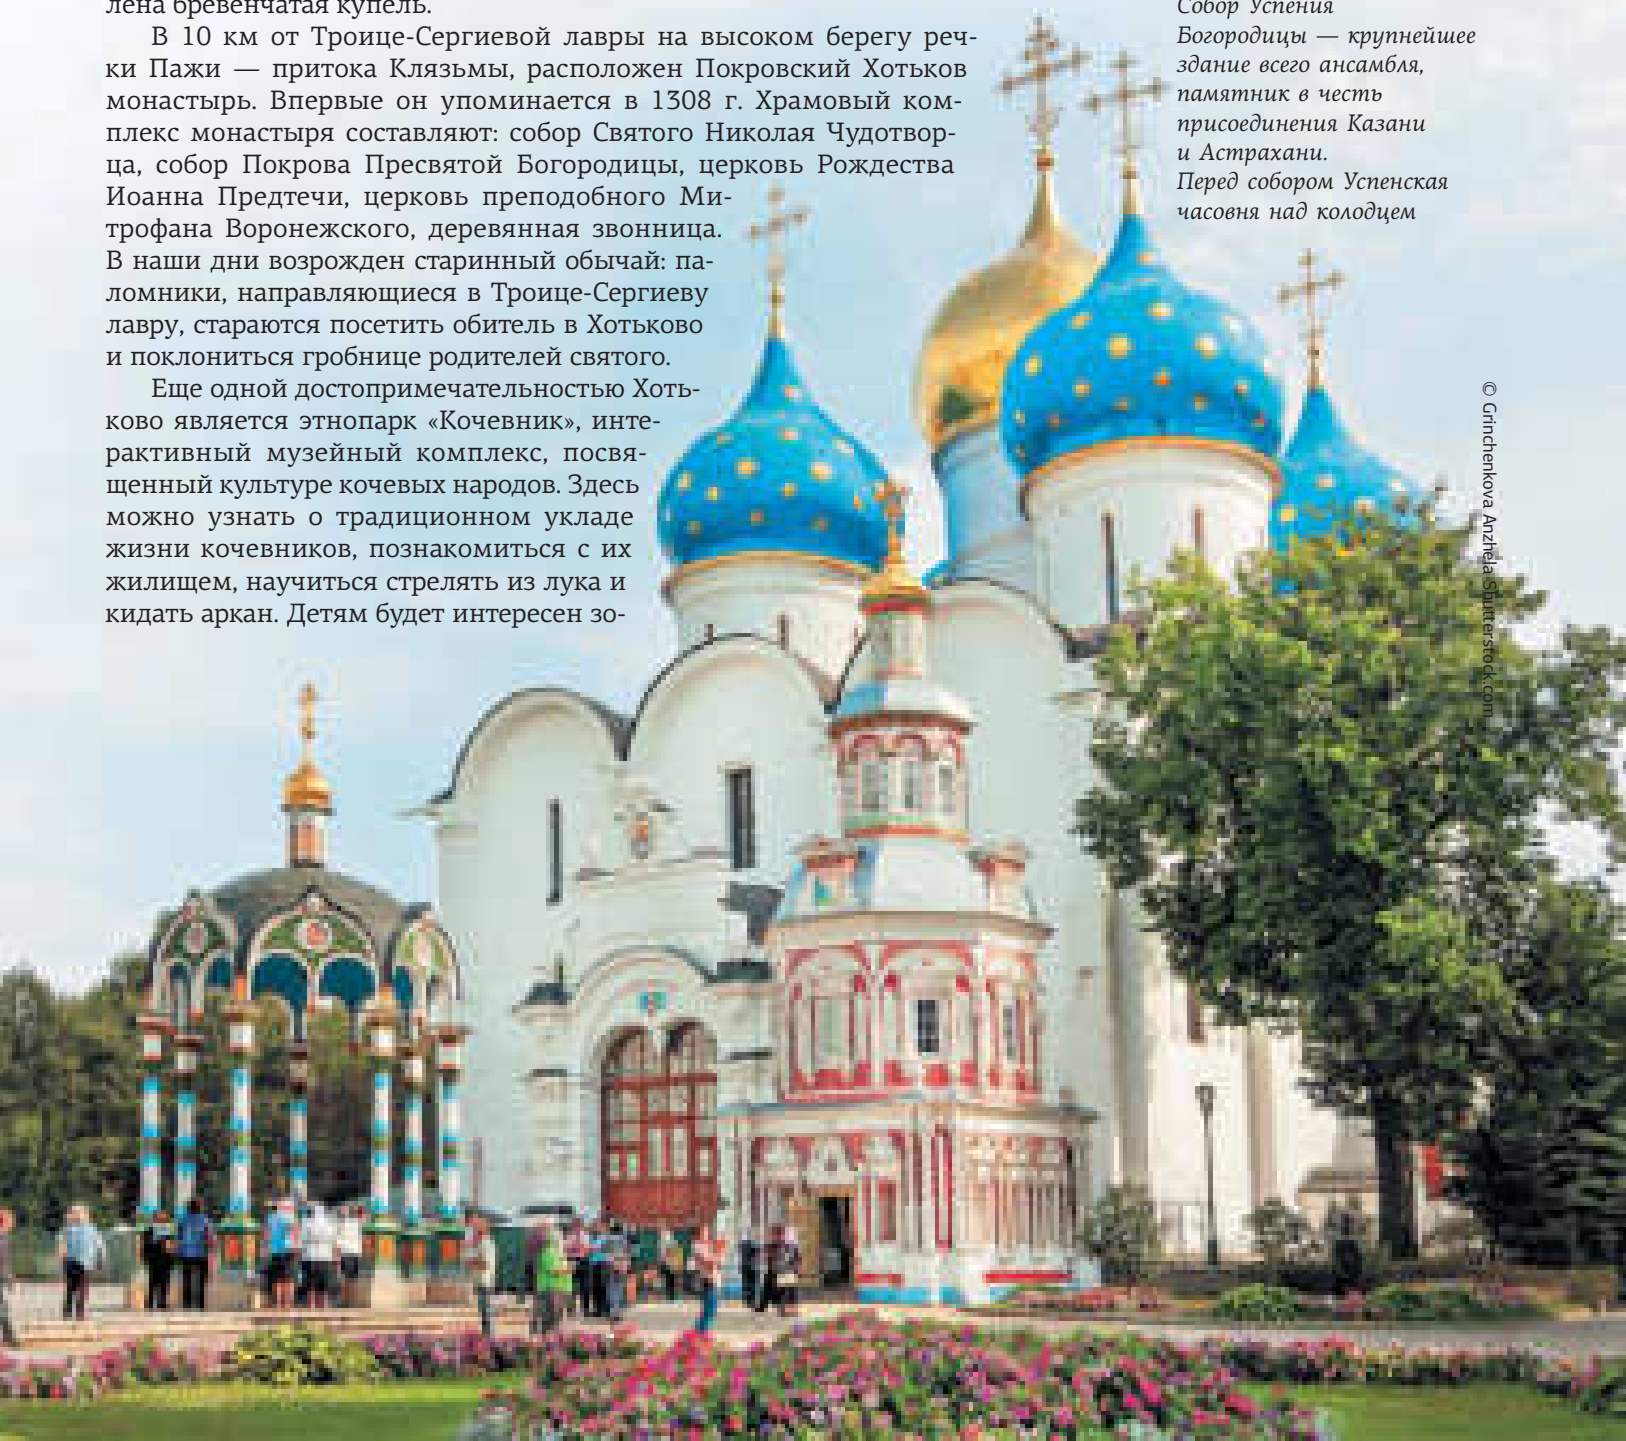 лена бревенчатая купель.
В 10 км от Троице-Сергиевой лавры на высоком берегу реч-
ки Пажи — притока Клязьмы, расположен Покровский Хотьков
монастырь. Впервые он упоминается в 1308 г. Храмовый ком-
плекс монастыря составляют: собор Святого Николая Чудотвор-
ца, собор Покрова Пресвятой Богородицы, церковь Рождества
Иоанна Предтечи, церковь преподобного Ми-
трофана Воронежского, деревянная звонница.
В наши дни возрожден старинный обычай: па-
ломники, направляющиеся в Троице-Сергиеву
лавру, стараются посетить обитель в Хотьково
и поклониться гробнице родителей святого.
Еще одной достопримечательностью Хоть-
ково является этнопарк «Кочевник», инте-
рактивный музейный комплекс, посвя-
щенный культуре кочевых народов. Здесь
можно узнать о традиционном укладе
жизни кочевников, познакомиться с их
жилищем, научиться стрелять из лука и
кидать аркан. Детям будет интересен зо-
Собор Успения
Богородицы — крупнейшее
здание всего ансамбля,
памятник в честь
присоединения Казани
и Астрахани.
Перед собором Успенская
часовня над колодцем
© Grinchenkova Anzhela Shutterstock.com